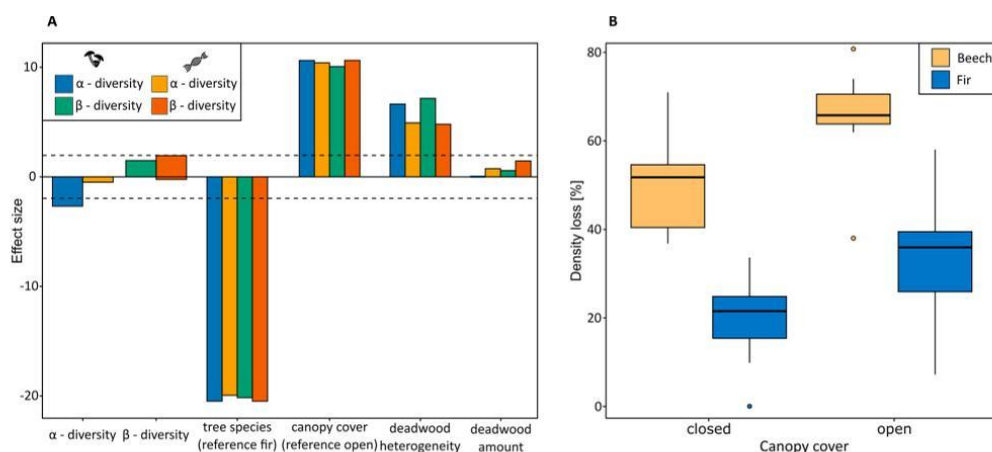 A
α - diversity
α - diversity
β - diversity
β - diversity
Effect size
10
0
-10
-20
α - diversity
β - diversity
tree species
(reference fir)
canopy cover
(reference open)
deadwood
heterogeneity
deadwood
amount
B
Beech
Fir
Density loss [%]
80
60
40
20
0
closed
open
Canopy cover